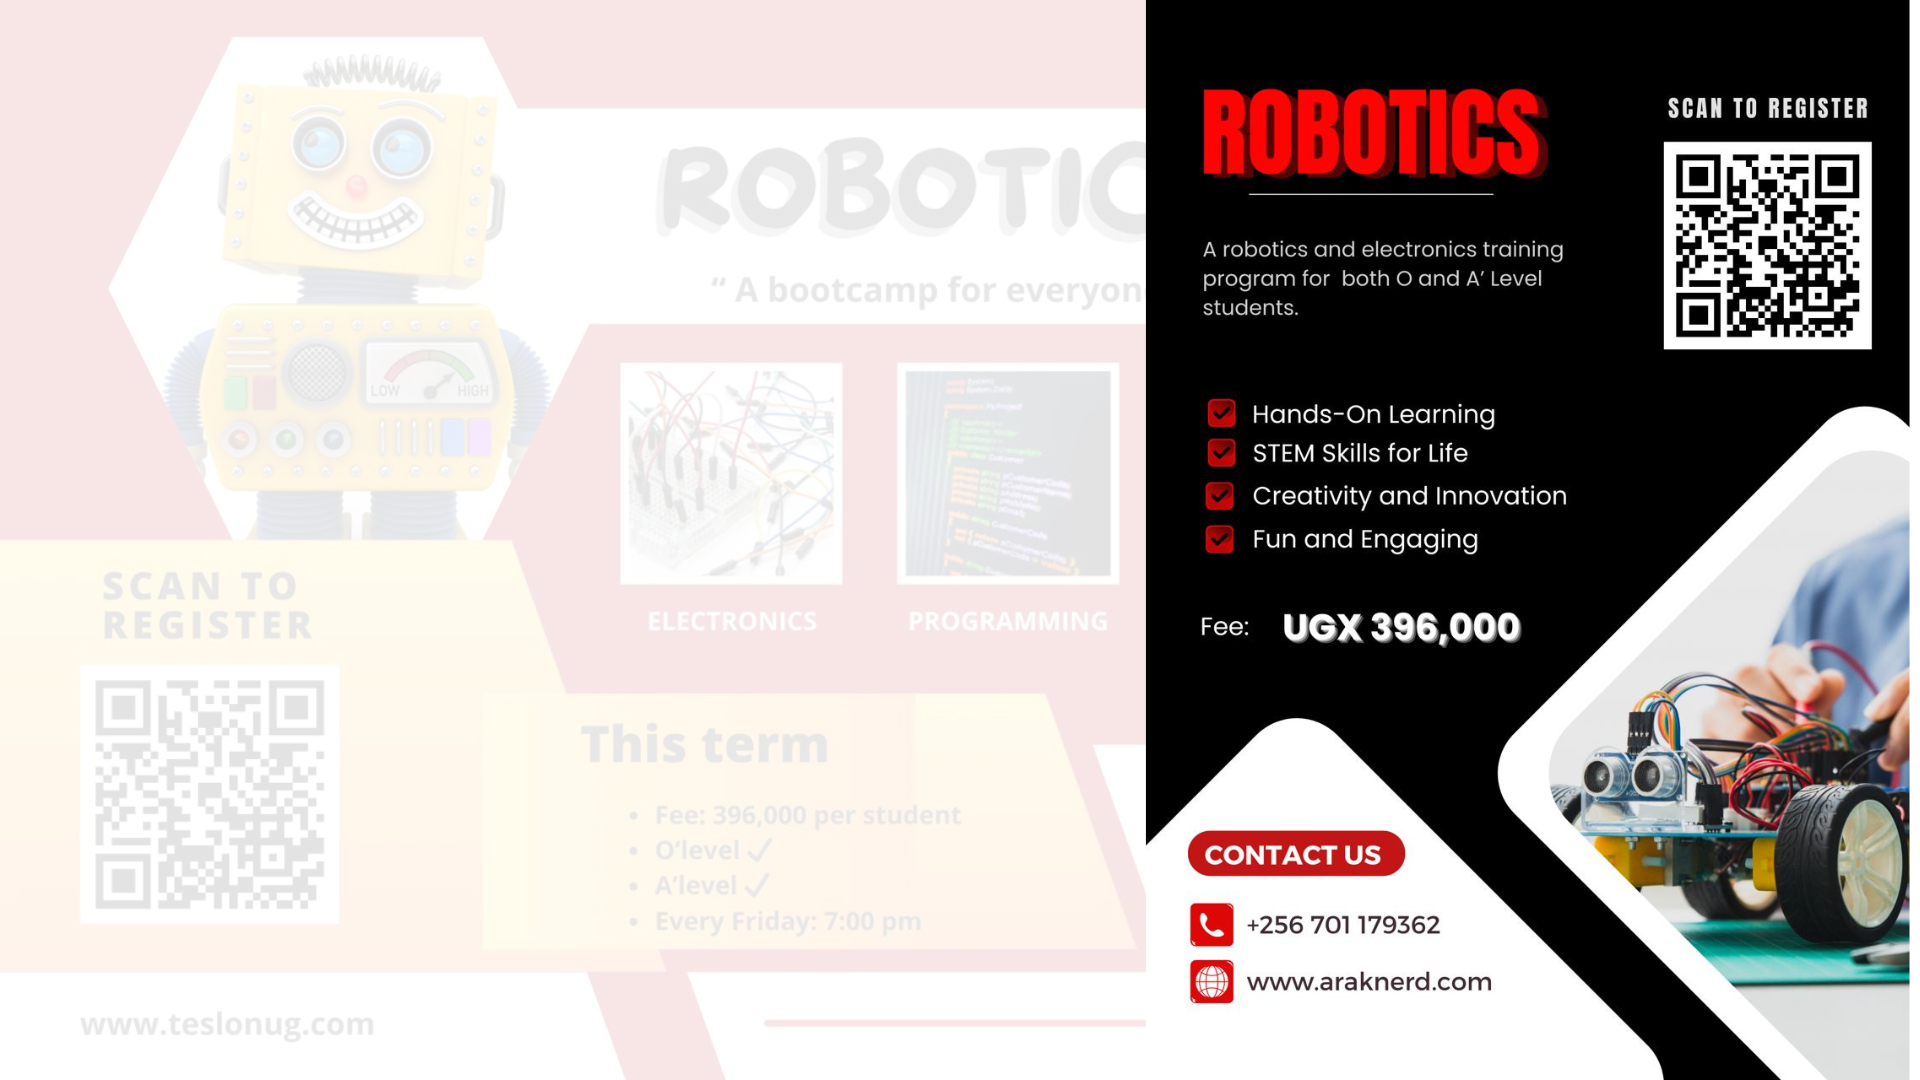 ROBOTIC
“ A bootcamp for everyon
LOW
HIGH
ELECTRONICS
PROGRAMMING
SCAN TO
REGISTER
This term
• Fee: 396,000 per student
• O'level ✓
• A'level ✓
• Every Friday: 7:00 pm
www.teslonug.com
ROBOTICS
SCAN TO REGISTER
A robotics and electronics training
program for both O and A’ Level
students.
Hands-On Learning
STEM Skills for Life
Creativity and Innovation
Fun and Engaging
Fee: UGX 396,000
CONTACT US
+256 701 179362
www.araknerd.com